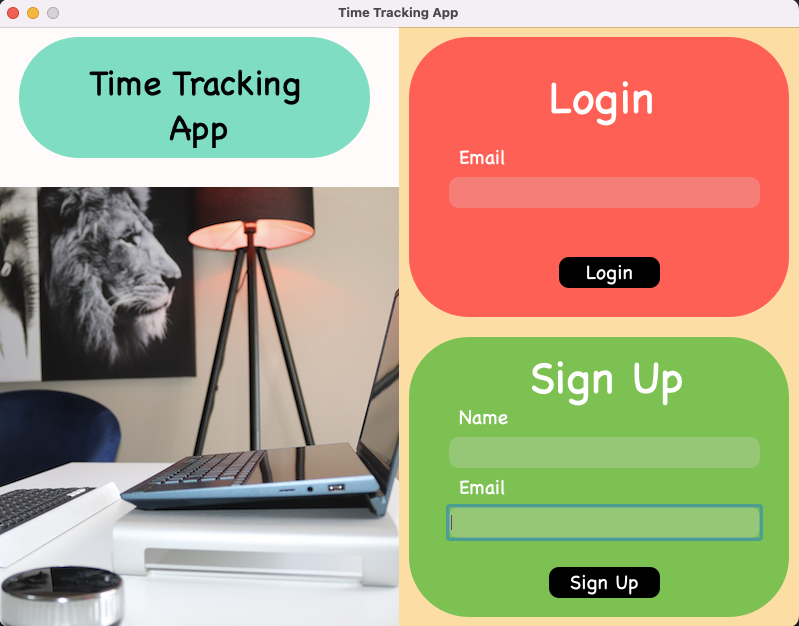 Time Tracking App
Time Tracking
App
Login
Email
Login
Sign Up
Name
Email
Sign Up